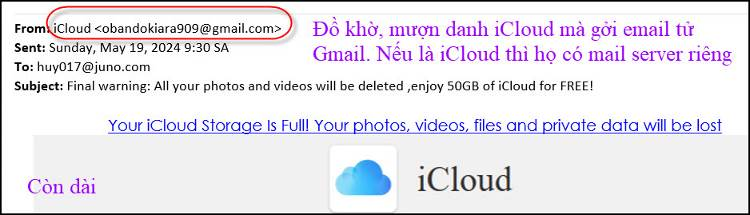 From: iCloud <obandokiara909@gmail.com>
Đồ khờ, mượn danh iCloud mà gởi email tử
Gmail. Nếu là iCloud thì họ có mail server riêng
Sent: Sunday, May 19, 2024 9:30 SA
To: huy017@juno.com
Subject: Final warning: All your photos and videos will be deleted ,enjoy 50GB of iCloud for FREE!
Your iCloud Storage Is Full! Your photos, videos, files and private data will be lost
iCloud
Còn dài